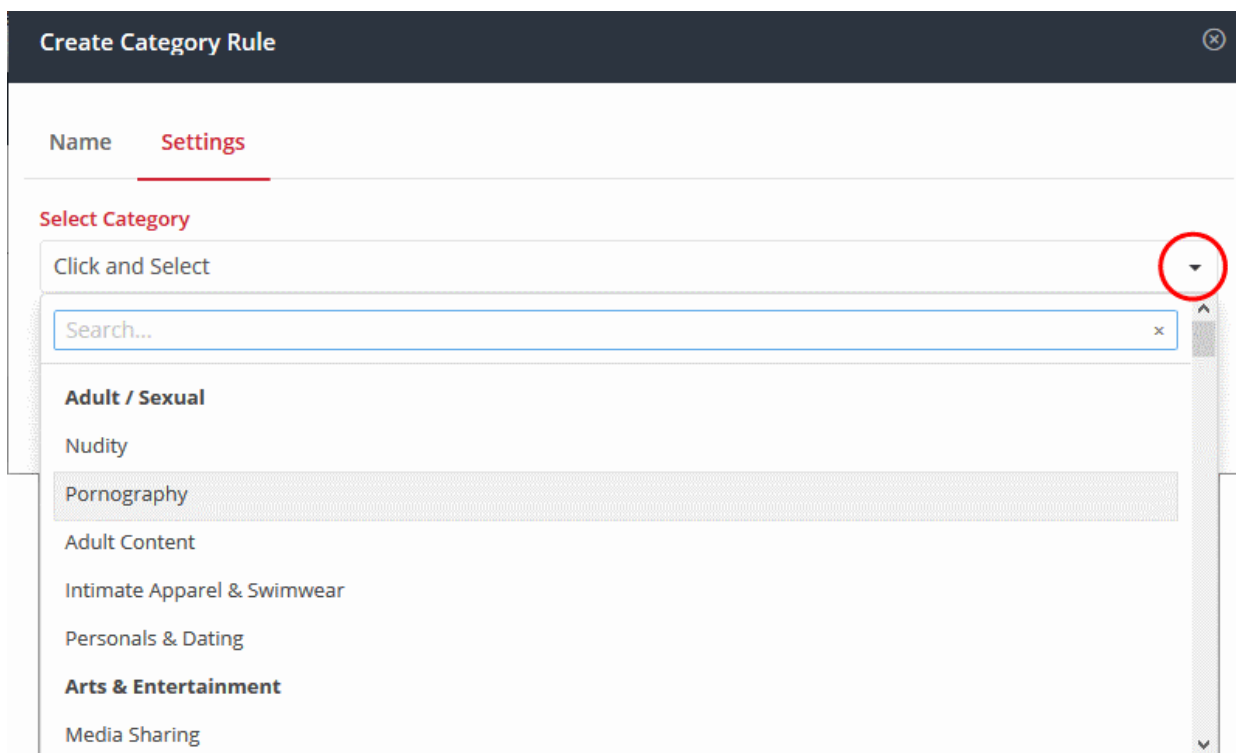 Create Category Rule
Name Settings
Select Category
Click and Select
Search...
Adult / Sexual
Nudity
Pornography
Adult Content
Intimate Apparel & Swimwear
Personals & Dating
Arts & Entertainment
Media Sharing